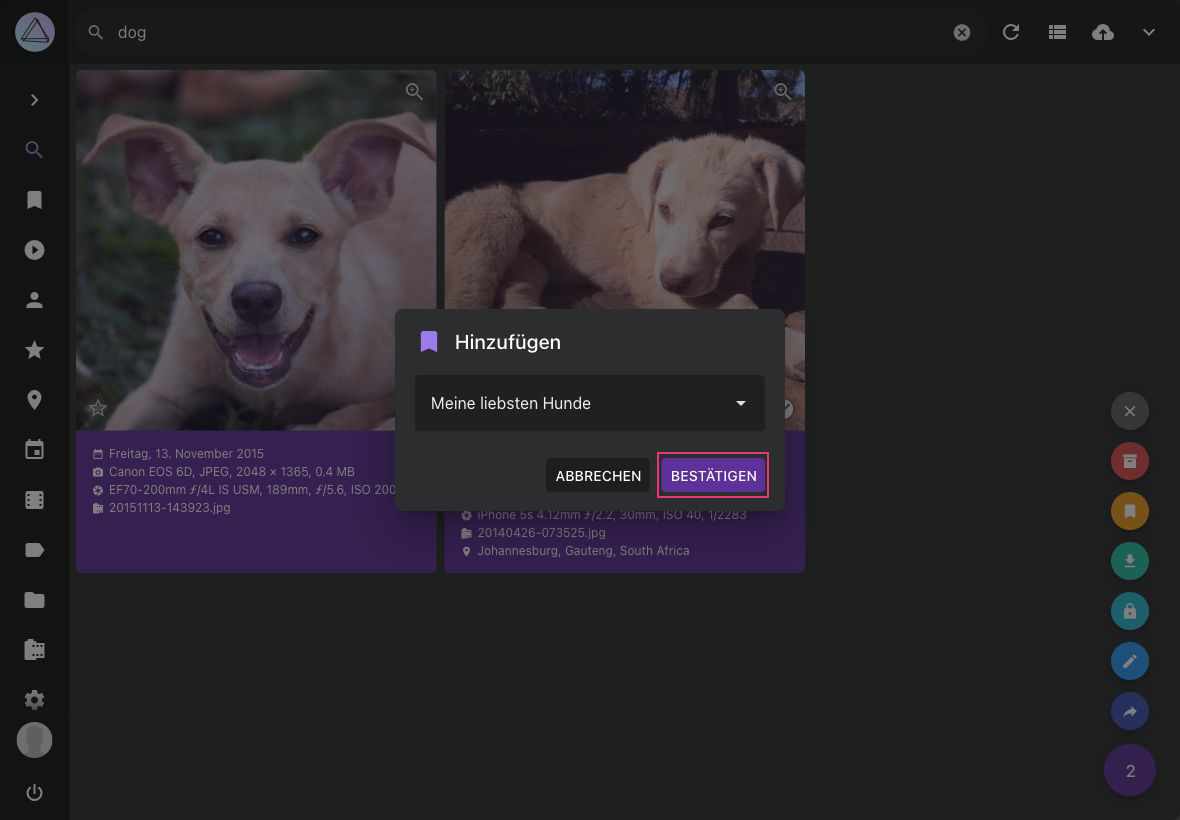 dog
Hinzufügen
Meine liebsten Hunde
ABBRECHEN BESTÄTIGEN
Freitag, 13. November 2015
Canon EOS 6D, JPEG, 2048 × 1365, 0.4 MB
EF70-200mm ƒ/4L IS USM, 189mm, ƒ/5.6, ISO 200
20151113-143923.jpg
iPhone 5s 4.12mm ƒ/2.2, 30mm, ISO 40, 1/2283
20140426-073525.jpg
Johannesburg, Gauteng, South Africa
2